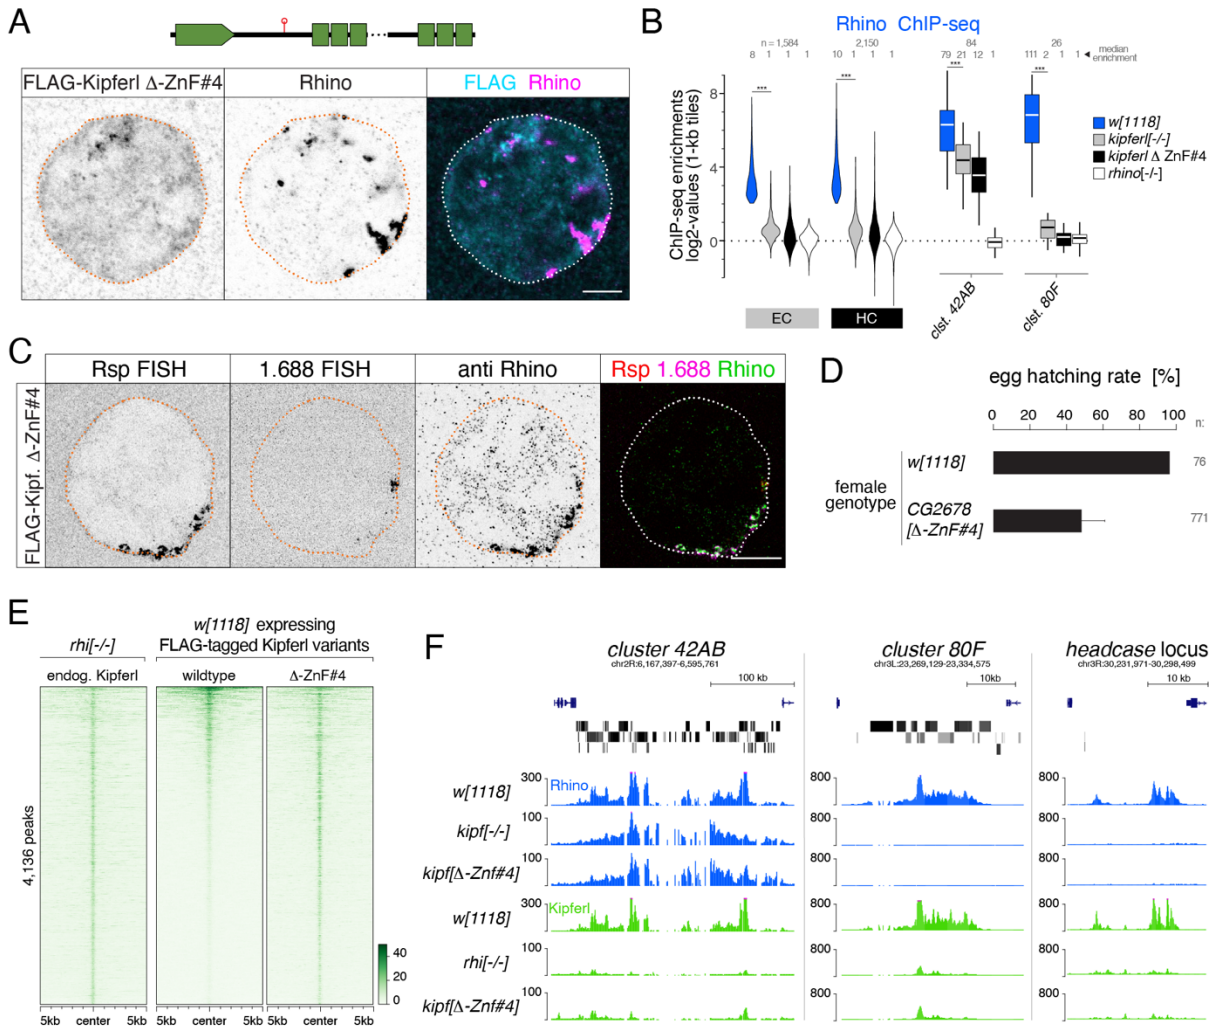 A
FLAG-Kipferl Δ-ZnF#4
Rhino
FLAG Rhino
B
Rhino ChIP-seq
n = 1,584
2,150
84
26
8 1 1 1
10 1 1 1
79 21 12 1
111 2 1 1
median
enrichment
***
***
***
***
ChIP-seq enrichments
log2-values (1-kb tiles)
8
4
0
w[1118]
kipferl[-/-]
kipferl Δ ZnF#4
rhino[-/-]
EC
HC
clst. 42AB
clst. 80F
C
Rsp FISH
1.688 FISH
anti Rhino
Rsp 1.688 Rhino
FLAG-Kipf. Δ-ZnF#4
D
egg hatching rate [%]
0 20 40 60 80 100
n:
female
genotype
w[1118]
76
CG2678
[Δ-ZnF#4]
771
E
rhi[-/-]
w[1118] expressing
FLAG-tagged Kipferl variants
endog. Kipferl
wildtype
Δ-ZnF#4
4,136 peaks
40
20
0
5kb center 5kb
5kb center 5kb
5kb center 5kb
F
cluster 42AB
chr2R:6,167,397-6,595,761
100 kb
cluster 80F
chr3L:23,269,129-23,334,575
10kb
headcase locus
chr3R:30,231,971-30,298,499
10 kb
w[1118]
300
Rhino
800
800
kipf[-/-]
100
800
800
kipf[Δ-Znf#4]
100
800
800
w[1118]
300
Kipferl
800
800
rhi[-/-]
100
800
800
kipf[Δ-Znf#4]
100
800
800